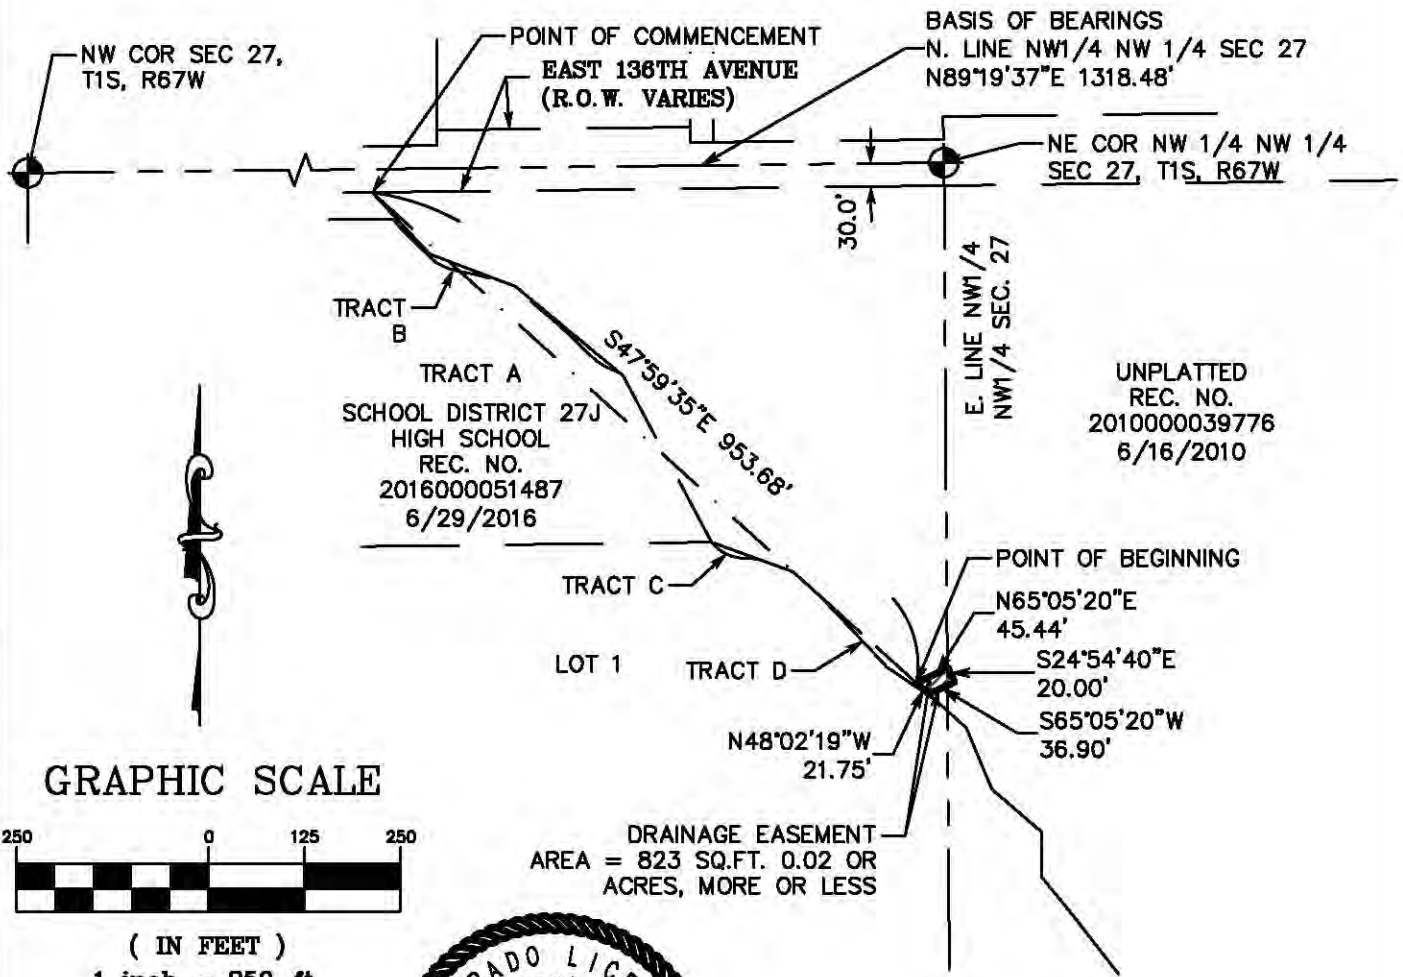 NW COR SEC 27,
T1S, R67W
POINT OF COMMENCEMENT
EAST 136TH AVENUE
(R.O.W. VARIES)
BASIS OF BEARINGS
N. LINE NW1/4 NW 1/4 SEC 27
N89°19'37"E 1318.48'
NE COR NW 1/4 NW 1/4
SEC 27, T1S, R67W
30.0'
E. LINE NW1/4
NW1/4 SEC. 27
TRACT
B
S47°59'35"E 953.68'
TRACT A
SCHOOL DISTRICT 27J
HIGH SCHOOL
REC. NO.
2016000051487
6/29/2016
UNPLATTED
REC. NO.
2010000039776
6/16/2010
TRACT C
POINT OF BEGINNING
N65°05'20"E
45.44'
S24°54'40"E
20.00'
S65°05'20"W
36.90'
LOT 1
TRACT D
N48°02'19"W
21.75'
DRAINAGE EASEMENT
AREA = 823 SQ.FT. 0.02 OR
ACRES, MORE OR LESS
GRAPHIC SCALE
250 0 125 250
( IN FEET )
1 inch = 250 ft.